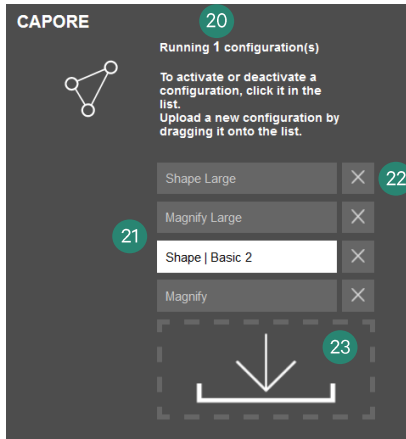 CAPORE
20
Running 1 configuration(s)
To activate or deactivate a
configuration, click it in the
list.
Upload a new configuration by
dragging it onto the list.
Shape Large
22
Magnify Large
21
Shape | Basic 2
Magnify
23